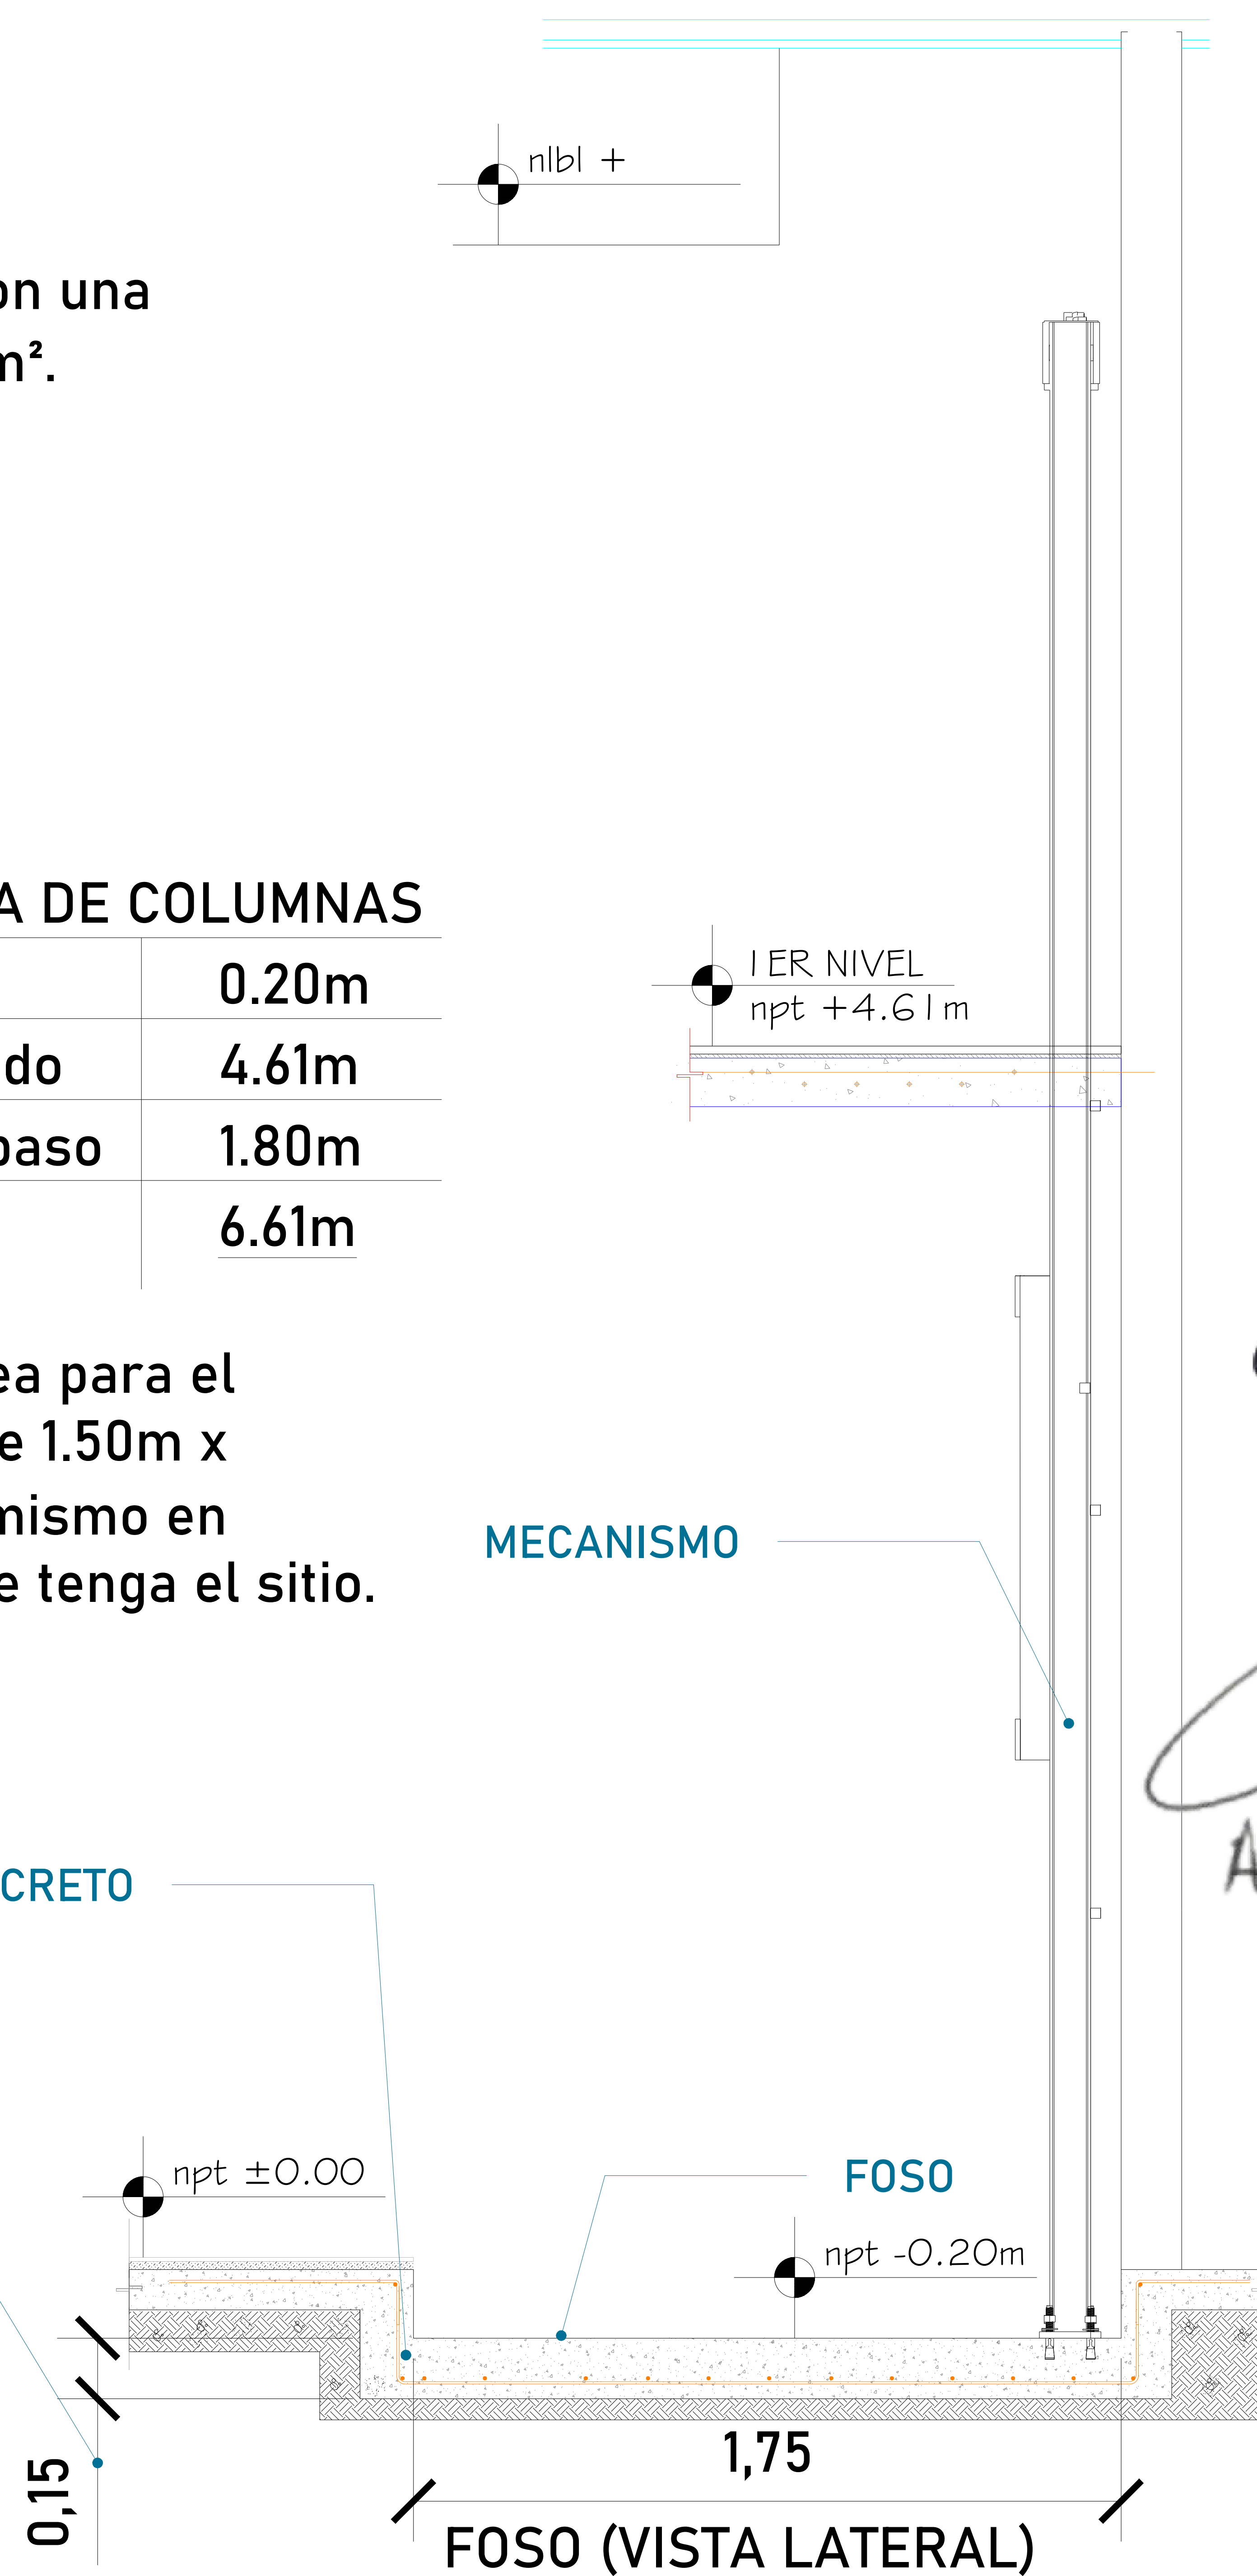 nlbl +
on una
m².
A DE COLUMNAS
0.20m
do 4.61m
paso 1.80m
6.61m
1ER NIVEL
npt +4.61m
ea para el
e 1.50m x
mismo en
e tenga el sitio.
MECANISMO
CRETO
npt ±0.00
FOSO
npt -0.20m
0,15
1,75
FOSO (VISTA LATERAL)